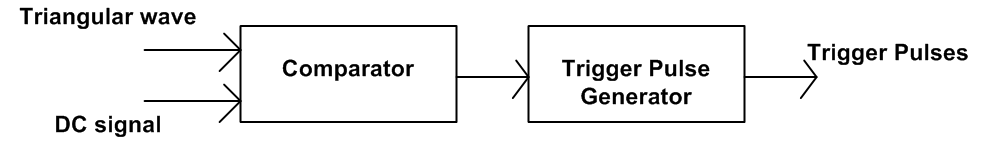 Triangular wave
DC signal
Comparator
Trigger Pulse
Generator
Trigger Pulses